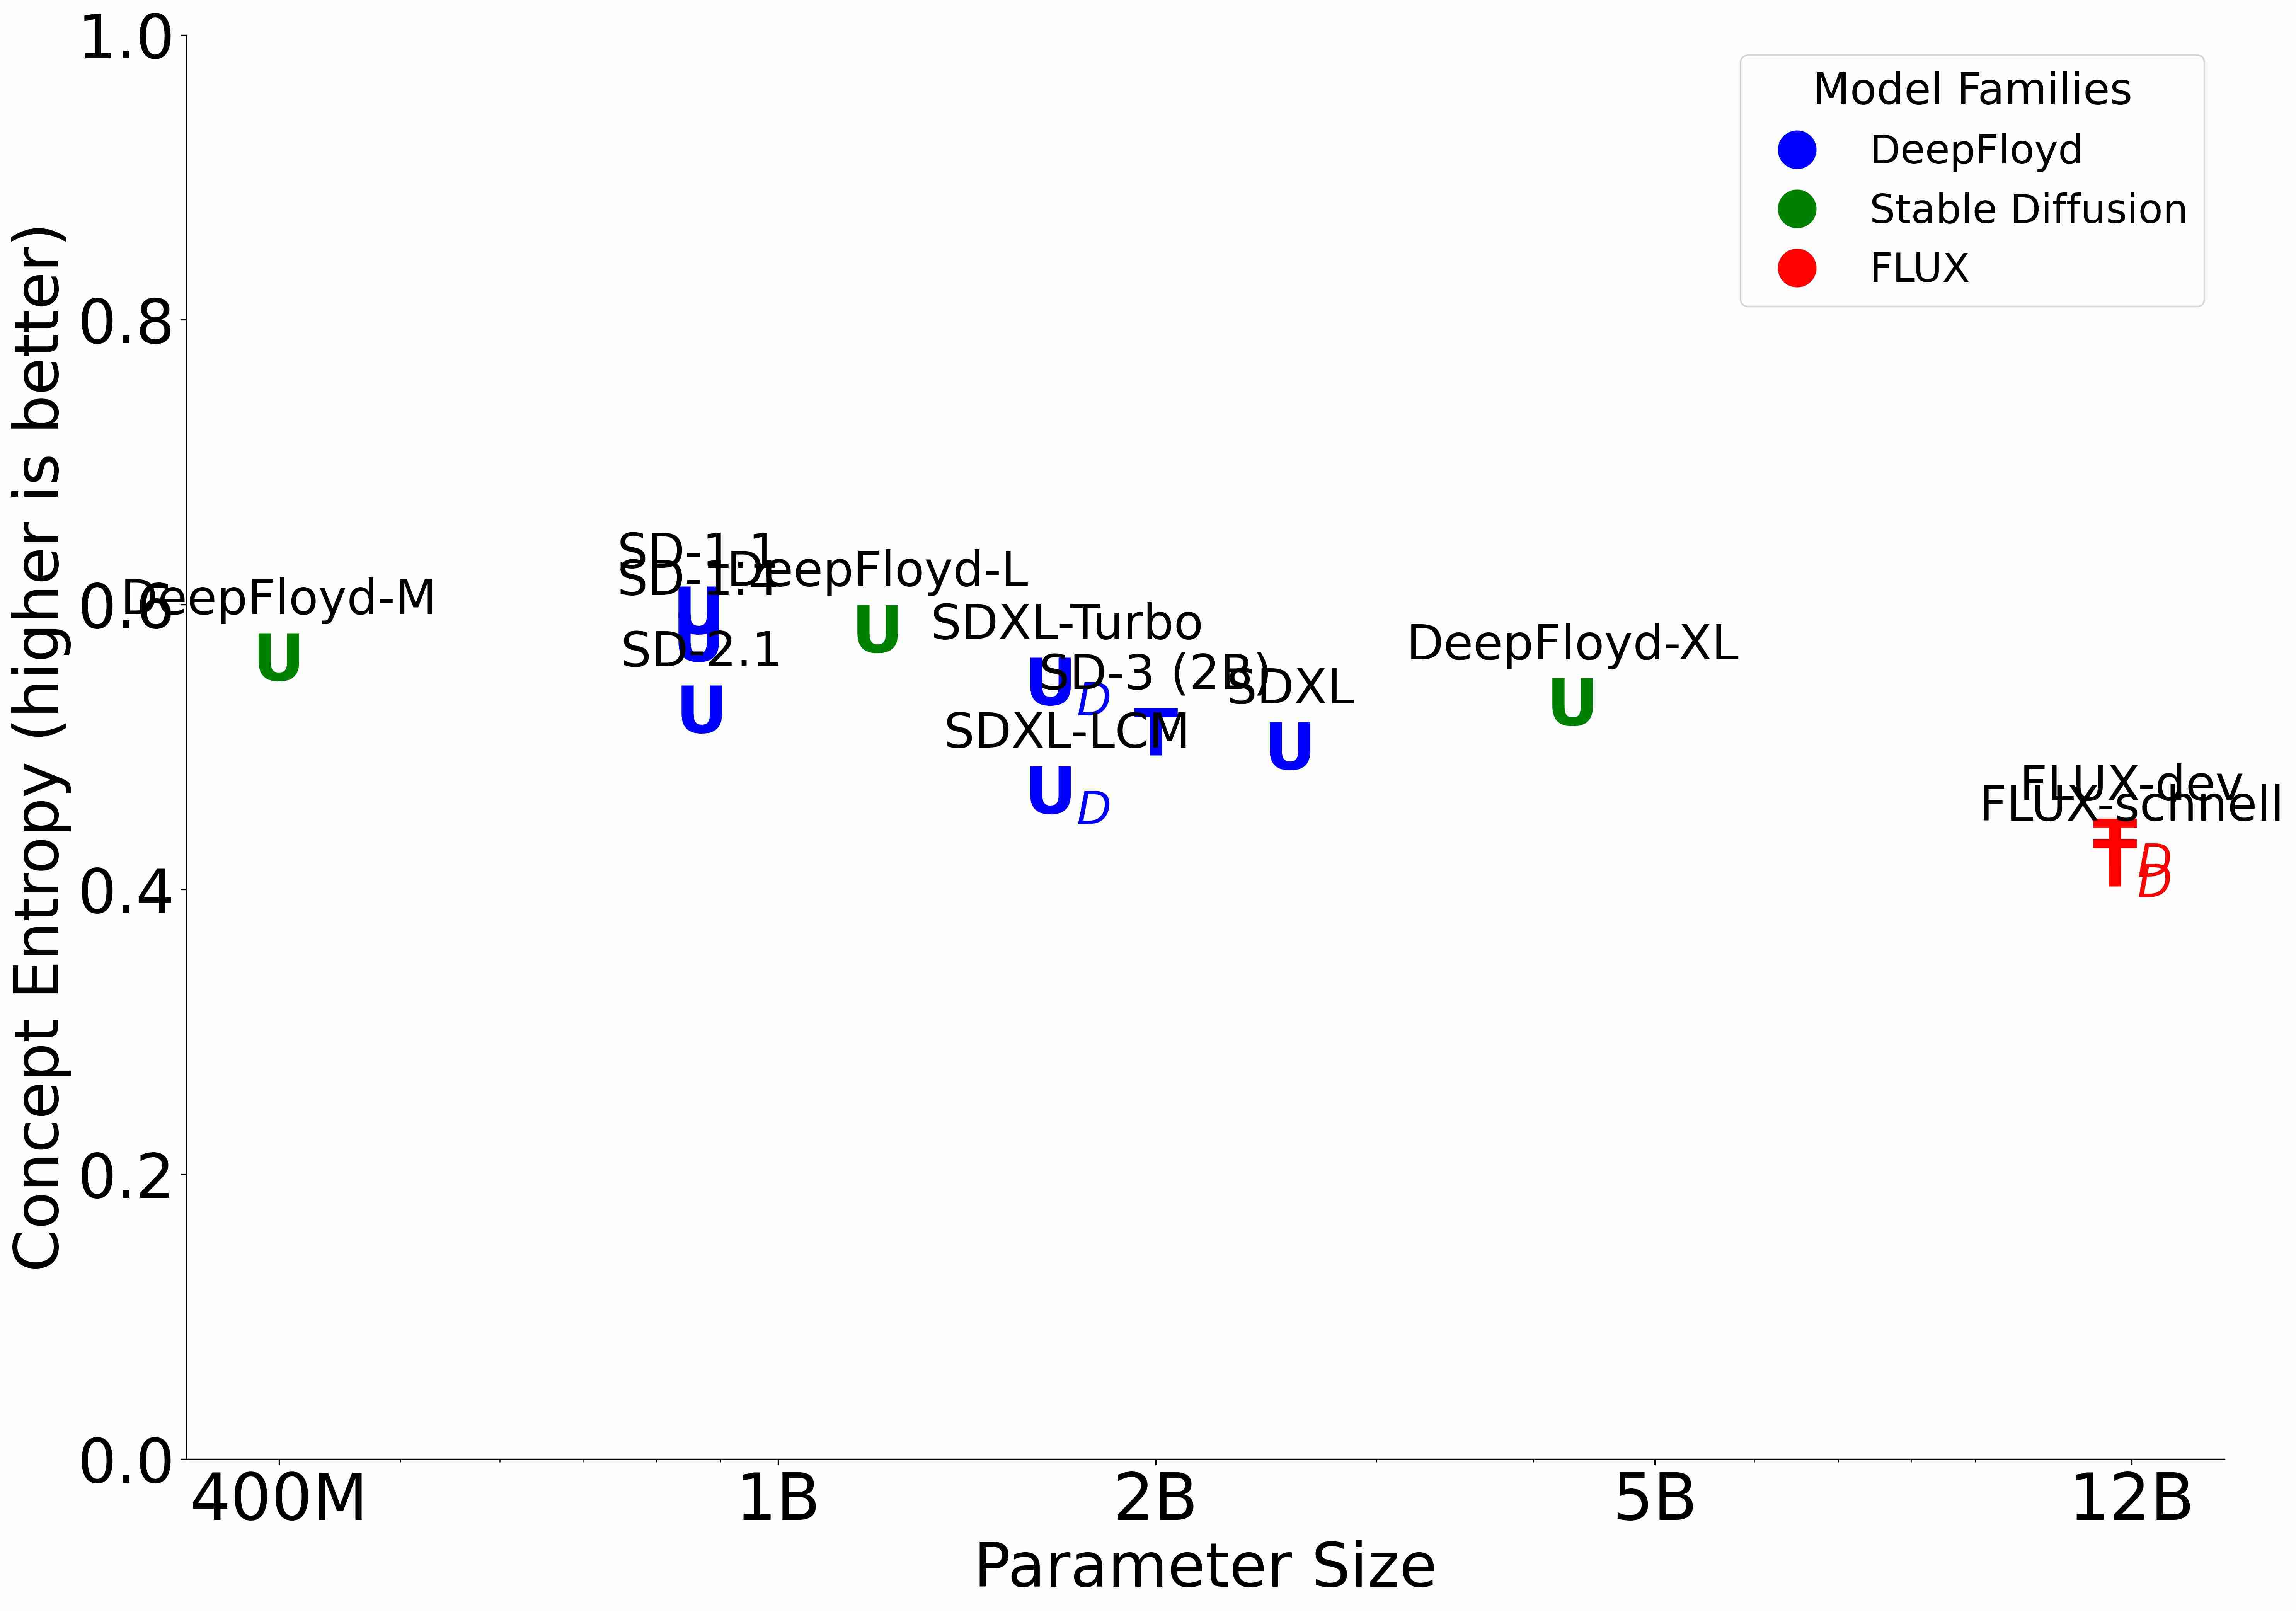 Concept Entropy (higher is better)
1.0
0.8
0.6
0.4
0.2
0.0
400M
1B
2B
5B
12B
Parameter Size
Model Families
DeepFloyd
Stable Diffusion
FLUX
DeepFloyd-M
U
SD-1.1
U
SD-1.4
U
SD-2.1
U
DeepFloyd-L
U
SDXL-Turbo
U D
SDXL-LCM
U D
SD-3 (2B)
T
SDXL
U
DeepFloyd-XL
U
FLUX-dev
T D
FLUX-schnell
T D